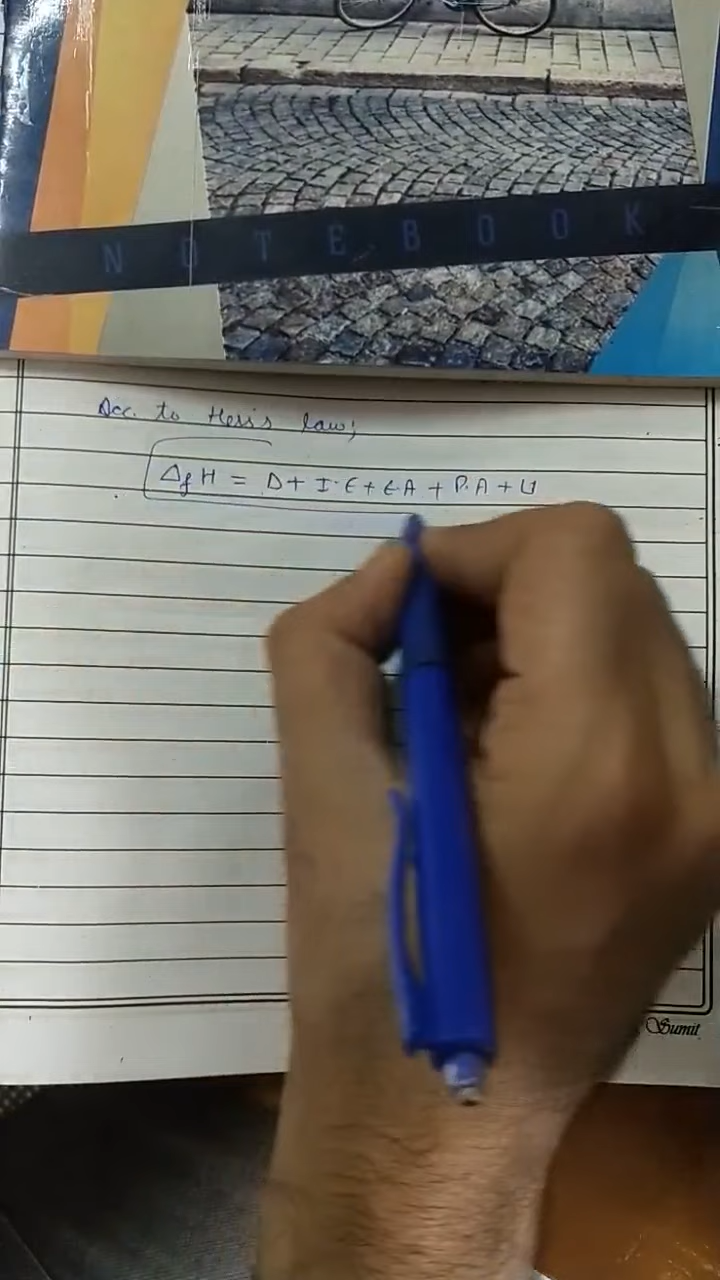 NOTEBOOK
Acc. to Hess's law;
ΔfH = D + I.E + E.A + P.A + U
Sumit